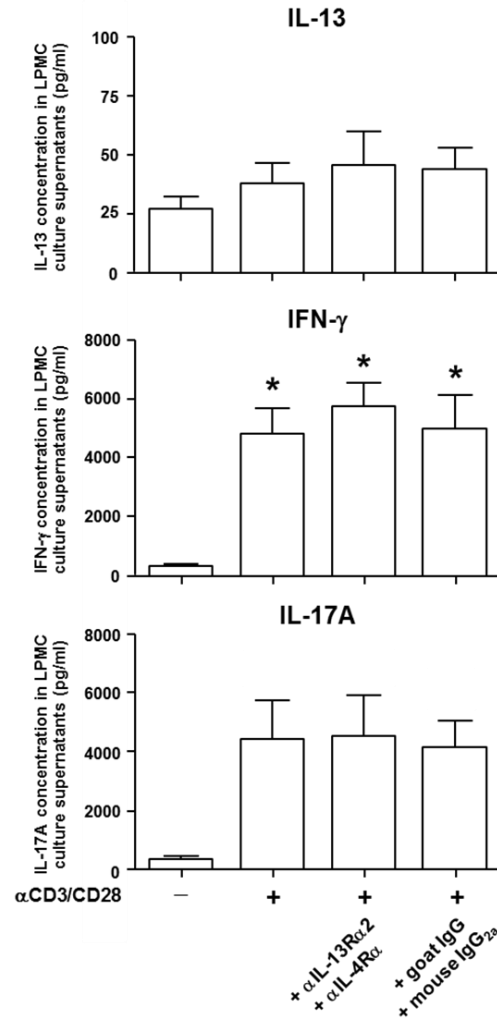 IL-13
IL-13 concentration in LPMC
culture supernatants (pg/ml)
100
75
50
25
0
IFN-γ
IFN-γ concentration in LPMC
culture supernatants (pg/ml)
8000
6000
4000
2000
0
*
*
*
IL-17A
IL-17A concentration in LPMC
culture supernatants (pg/ml)
8000
6000
4000
2000
0
αCD3/CD28 – + + +
+ αIL-13Rα2
+ αIL-4Rα
+ goat IgG
+ mouse IgG2a